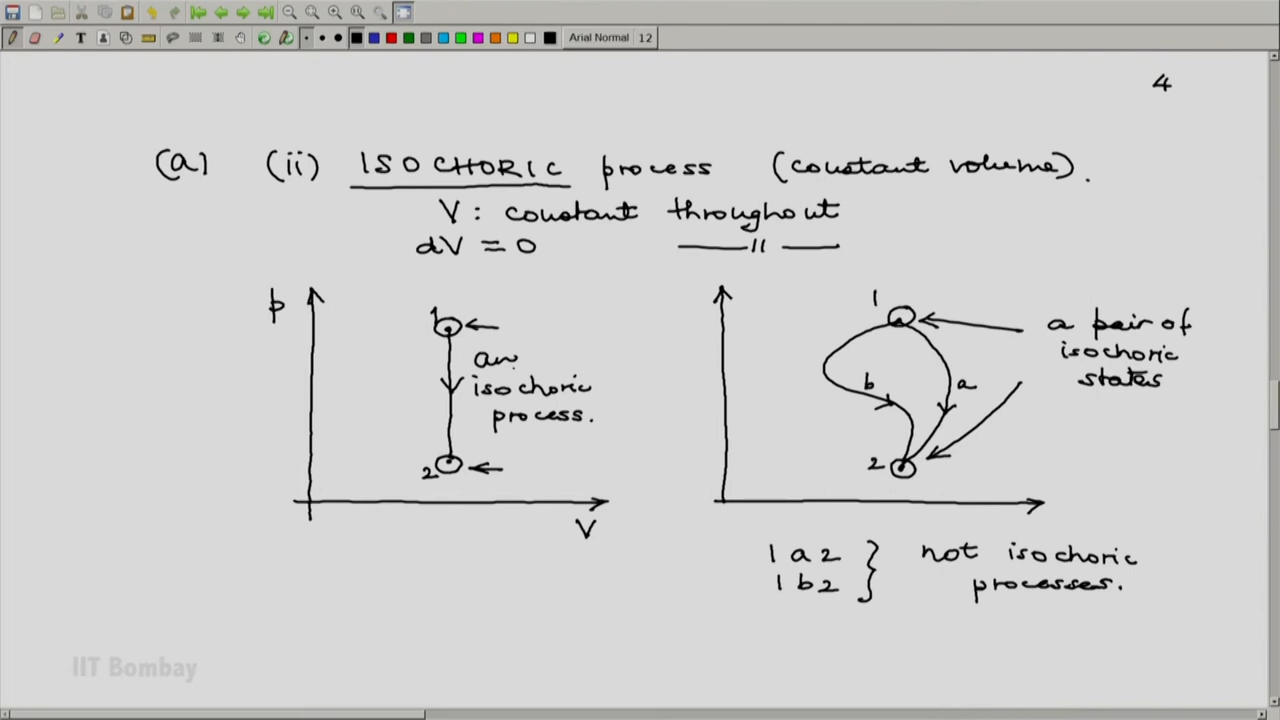 Arial Normal 12
4
(a) (ii) ISOCHORIC process (constant volume).
V: constant throughout
dV = 0 —— 11 ——
p
1
an
isochoric
process.
2
V
1
b
a
2
a pair of
isochoric
states
1 a 2
1 b 2 } not isochoric
processes.
IIT Bombay